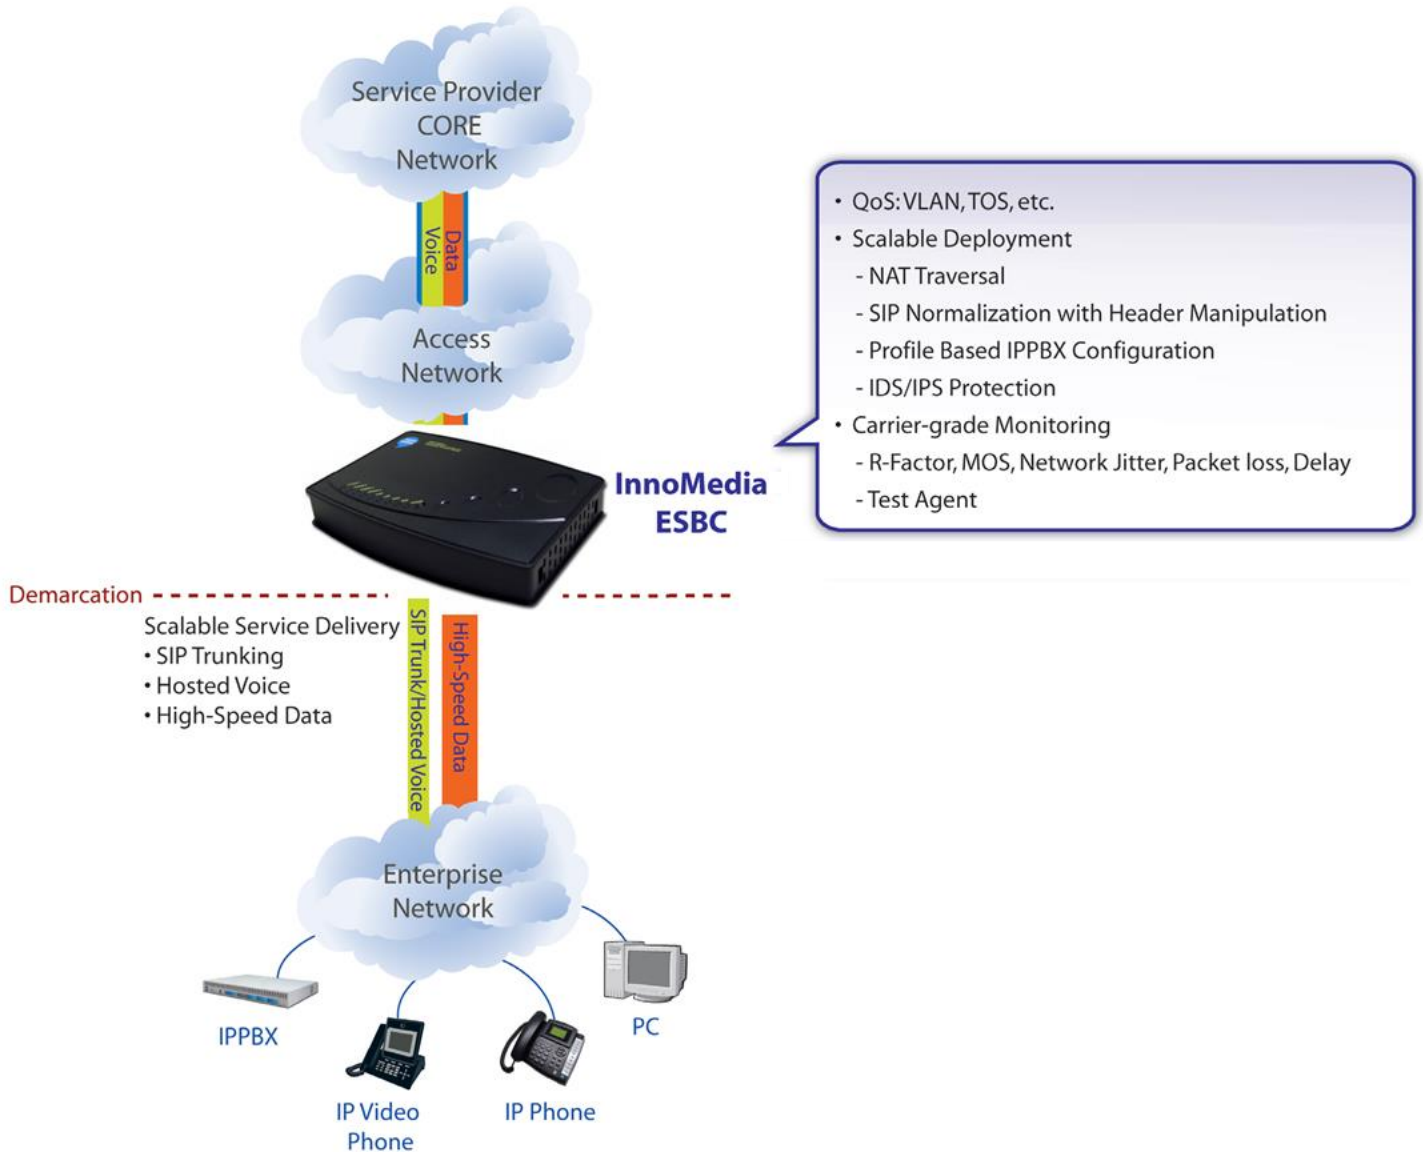 Service Provider
CORE
Network
Voice
Data
Access
Network
InnoMedia
ESBC
• QoS: VLAN, TOS, etc.
• Scalable Deployment
- NAT Traversal
- SIP Normalization with Header Manipulation
- Profile Based IPPBX Configuration
- IDS/IPS Protection
• Carrier-grade Monitoring
- R-Factor, MOS, Network Jitter, Packet loss, Delay
- Test Agent
Demarcation
Scalable Service Delivery
• SIP Trunking
• Hosted Voice
• High-Speed Data
SIP Trunk/Hosted Voice
High-Speed Data
Enterprise
Network
IPPBX
IP Video
Phone
IP Phone
PC